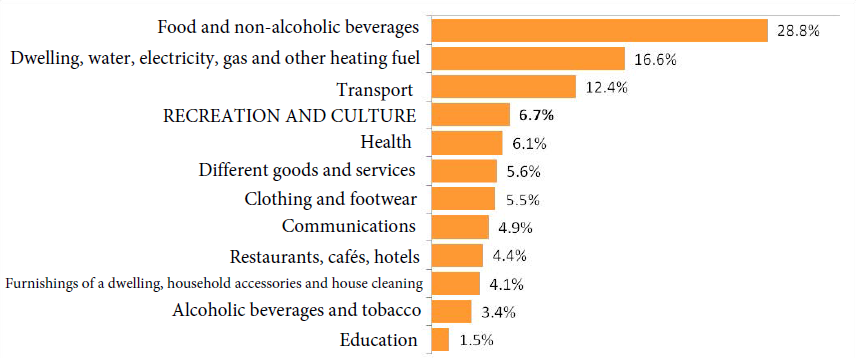 Food and non-alcoholic beverages 28.8%
Dwelling, water, electricity, gas and other heating fuel 16.6%
Transport 12.4%
RECREATION AND CULTURE 6.7%
Health 6.1%
Different goods and services 5.6%
Clothing and footwear 5.5%
Communications 4.9%
Restaurants, cafés, hotels 4.4%
Furnishings of a dwelling, household accessories and house cleaning 4.1%
Alcoholic beverages and tobacco 3.4%
Education 1.5%